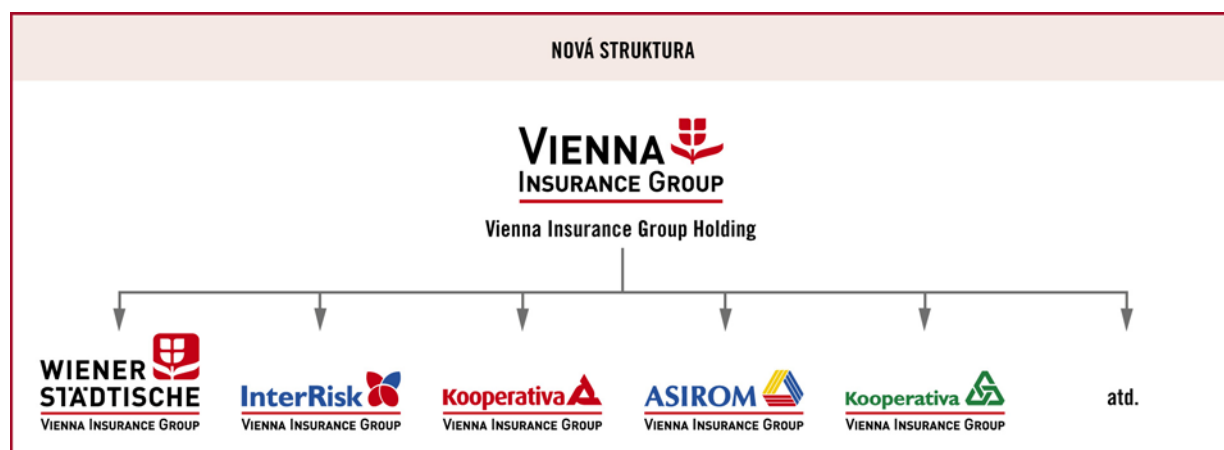 NOVÁ STRUKTURA
VIENNA
INSURANCE GROUP
Vienna Insurance Group Holding
WIENER
STÄDTISCHE
VIENNA INSURANCE GROUP
InterRisk
VIENNA INSURANCE GROUP
Kooperativa
VIENNA INSURANCE GROUP
ASIROM
VIENNA INSURANCE GROUP
Kooperativa
VIENNA INSURANCE GROUP
atd.